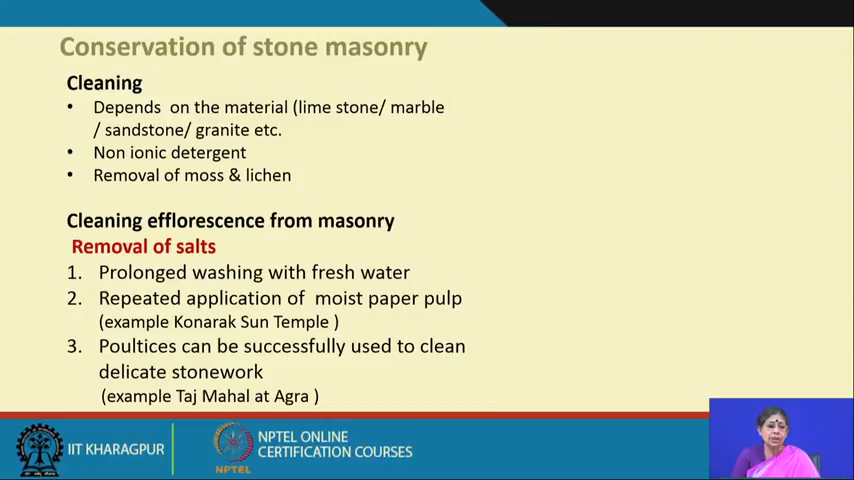 Conservation of stone masonry
Cleaning
• Depends on the material (lime stone/ marble
/ sandstone/ granite etc.
• Non ionic detergent
• Removal of moss & lichen
Cleaning efflorescence from masonry
Removal of salts
1. Prolonged washing with fresh water
2. Repeated application of moist paper pulp
(example Konarak Sun Temple )
3. Poultices can be successfully used to clean
delicate stonework
(example Taj Mahal at Agra )
IIT KHARAGPUR
NPTEL
NPTEL ONLINE
CERTIFICATION COURSES